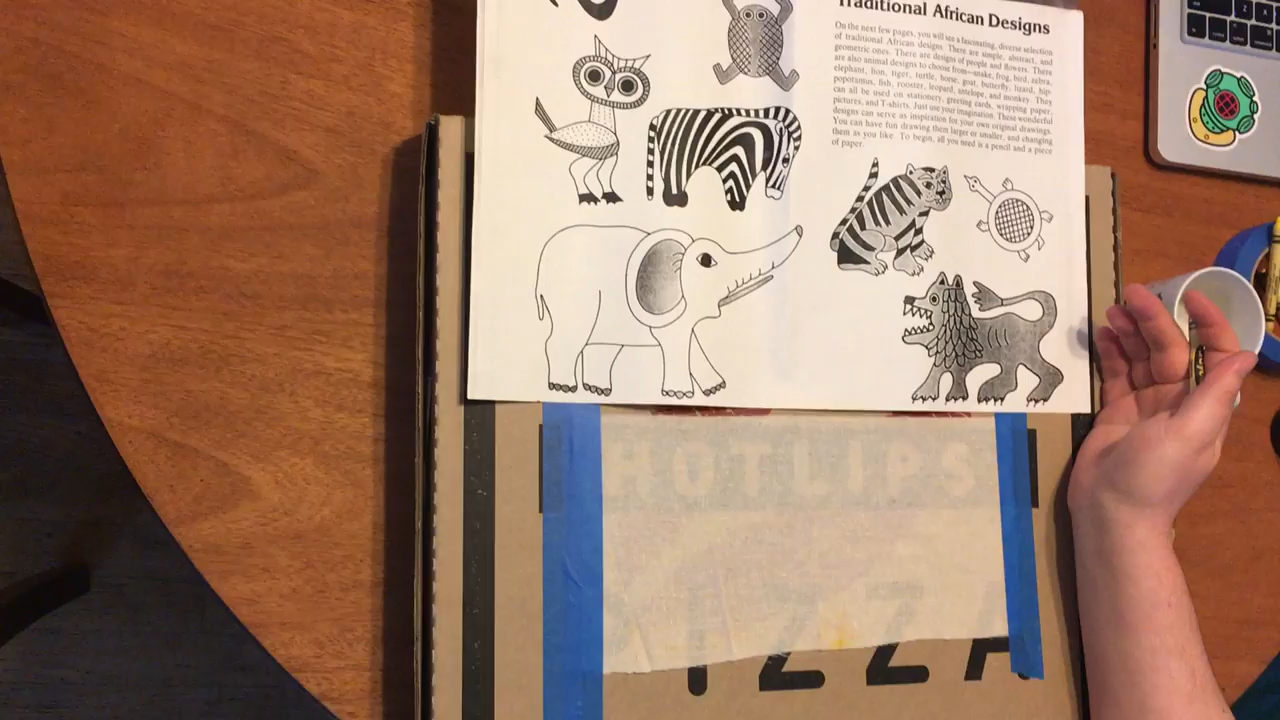 Traditional African Designs
On the next few pages, you will see a fascinating, diverse selection
of traditional African designs. There are simple, abstract, and
geometric ones. There are designs of people and flowers. There
are also animal designs to choose from—snake, frog, bird, zebra,
elephant, lion, tiger, turtle, horse, goat, butterfly, lizard, hip-
popotamus, fish, rooster, leopard, antelope, and monkey. They
can all be used on stationery, greeting cards, wrapping paper,
pictures, and T-shirts. Just use your imagination. These wonderful
designs can serve as inspiration for your own original drawings.
You can have fun drawing them larger or smaller, and changing
them as you like. To begin, all you need is a pencil and a piece
of paper.
HOTLIPS
PIZZA